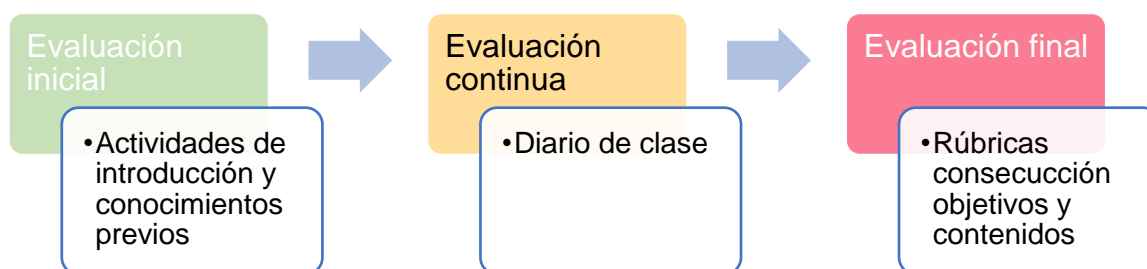 Evaluación
inicial
•Actividades de
introducción y
conocimientos
previos
Evaluación
continua
•Diario de clase
Evaluación final
•Rúbricas
consecucción
objetivos y
contenidos